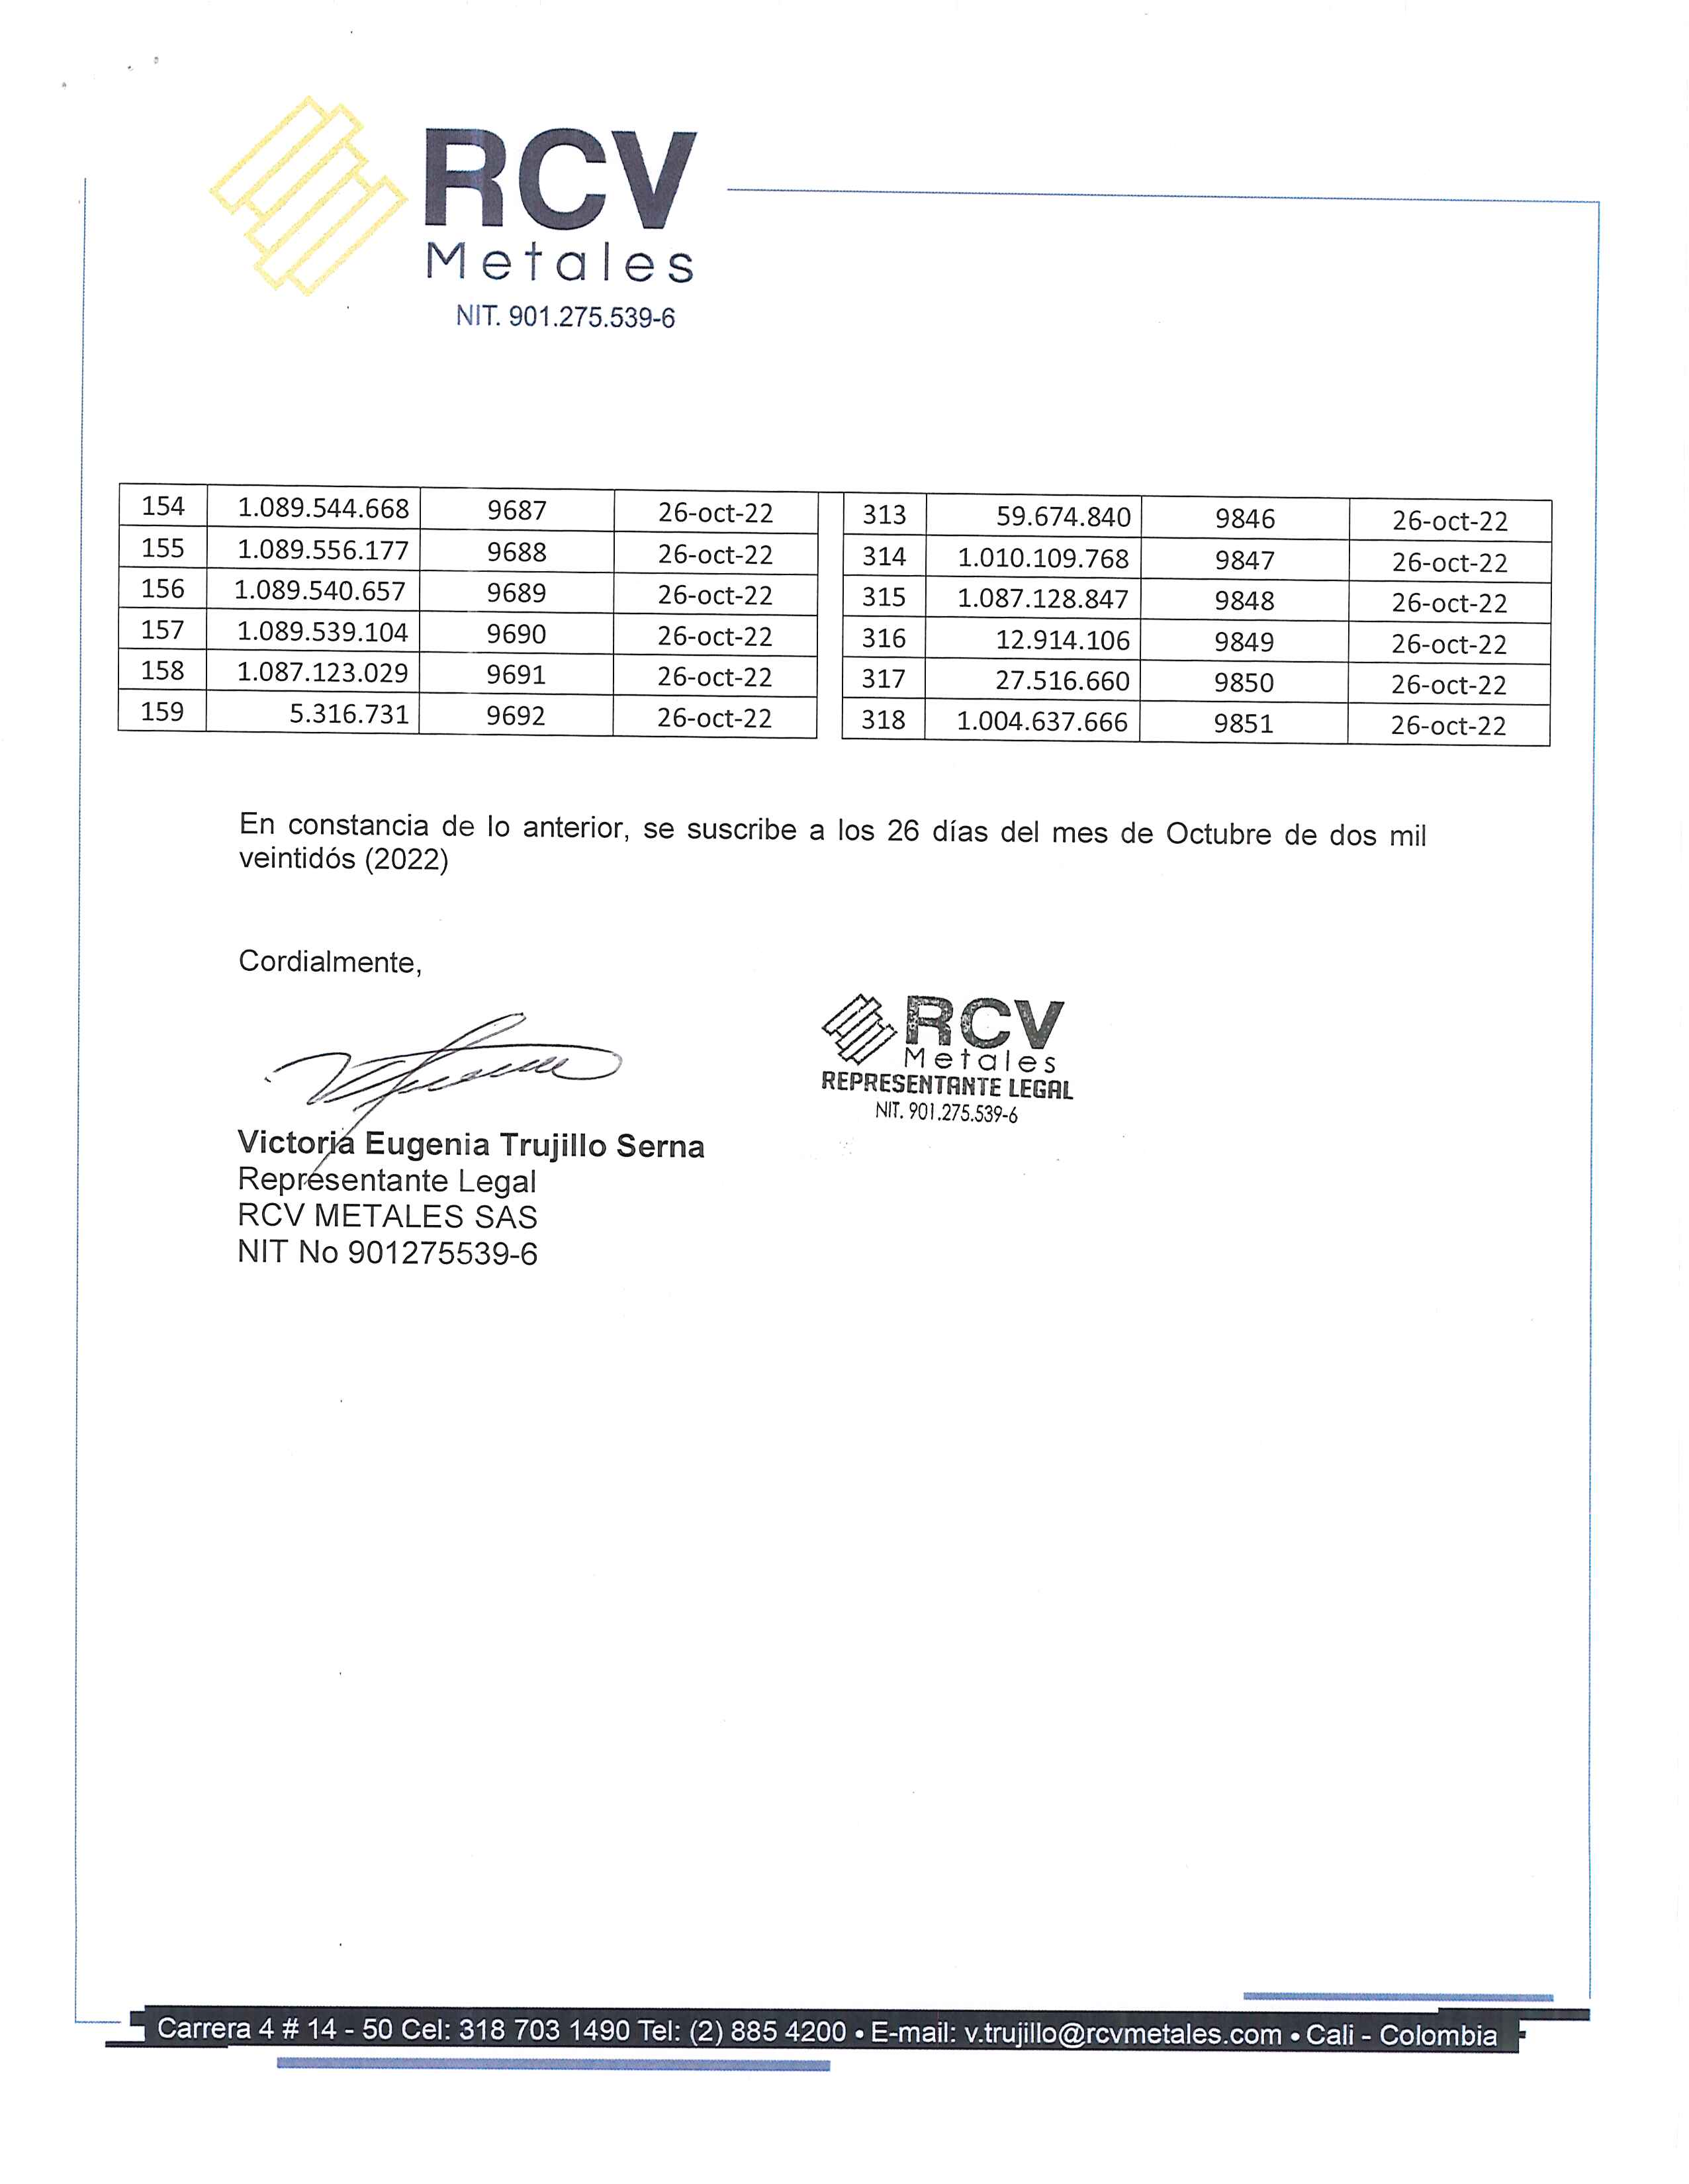 RCV
Metales
NIT. 901.275.539-6
154 1.089.544.668 9687 26-oct-22 313 59.674.840 9846 26-oct-22
155 1.089.556.177 9688 26-oct-22 314 1.010.109.768 9847 26-oct-22
156 1.089.540.657 9689 26-oct-22 315 1.087.128.847 9848 26-oct-22
157 1.089.539.104 9690 26-oct-22 316 12.914.106 9849 26-oct-22
158 1.087.123.029 9691 26-oct-22 317 27.516.660 9850 26-oct-22
159 5.316.731 9692 26-oct-22 318 1.004.637.666 9851 26-oct-22
En constancia de lo anterior, se suscribe a los 26 días del mes de Octubre de dos mil
veintidós (2022)
Cordialmente,
RCV
Metales
REPRESENTANTE LEGAL
NIT. 901.275.539-6
Victoria Eugenia Trujillo Serna
Representante Legal
RCV METALES SAS
NIT No 901275539-6
Carrera 4 # 14 - 50 Cel: 318 703 1490 Tel: (2) 885 4200 • E-mail: v.trujillo@rcvmetales.com • Cali - Colombia